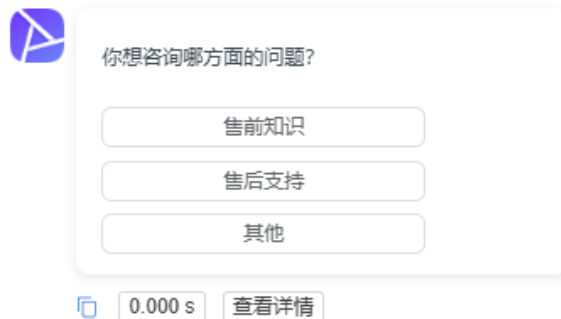 你想咨询哪方面的问题？
售前知识
售后支持
其他
0.000 s 查看详情